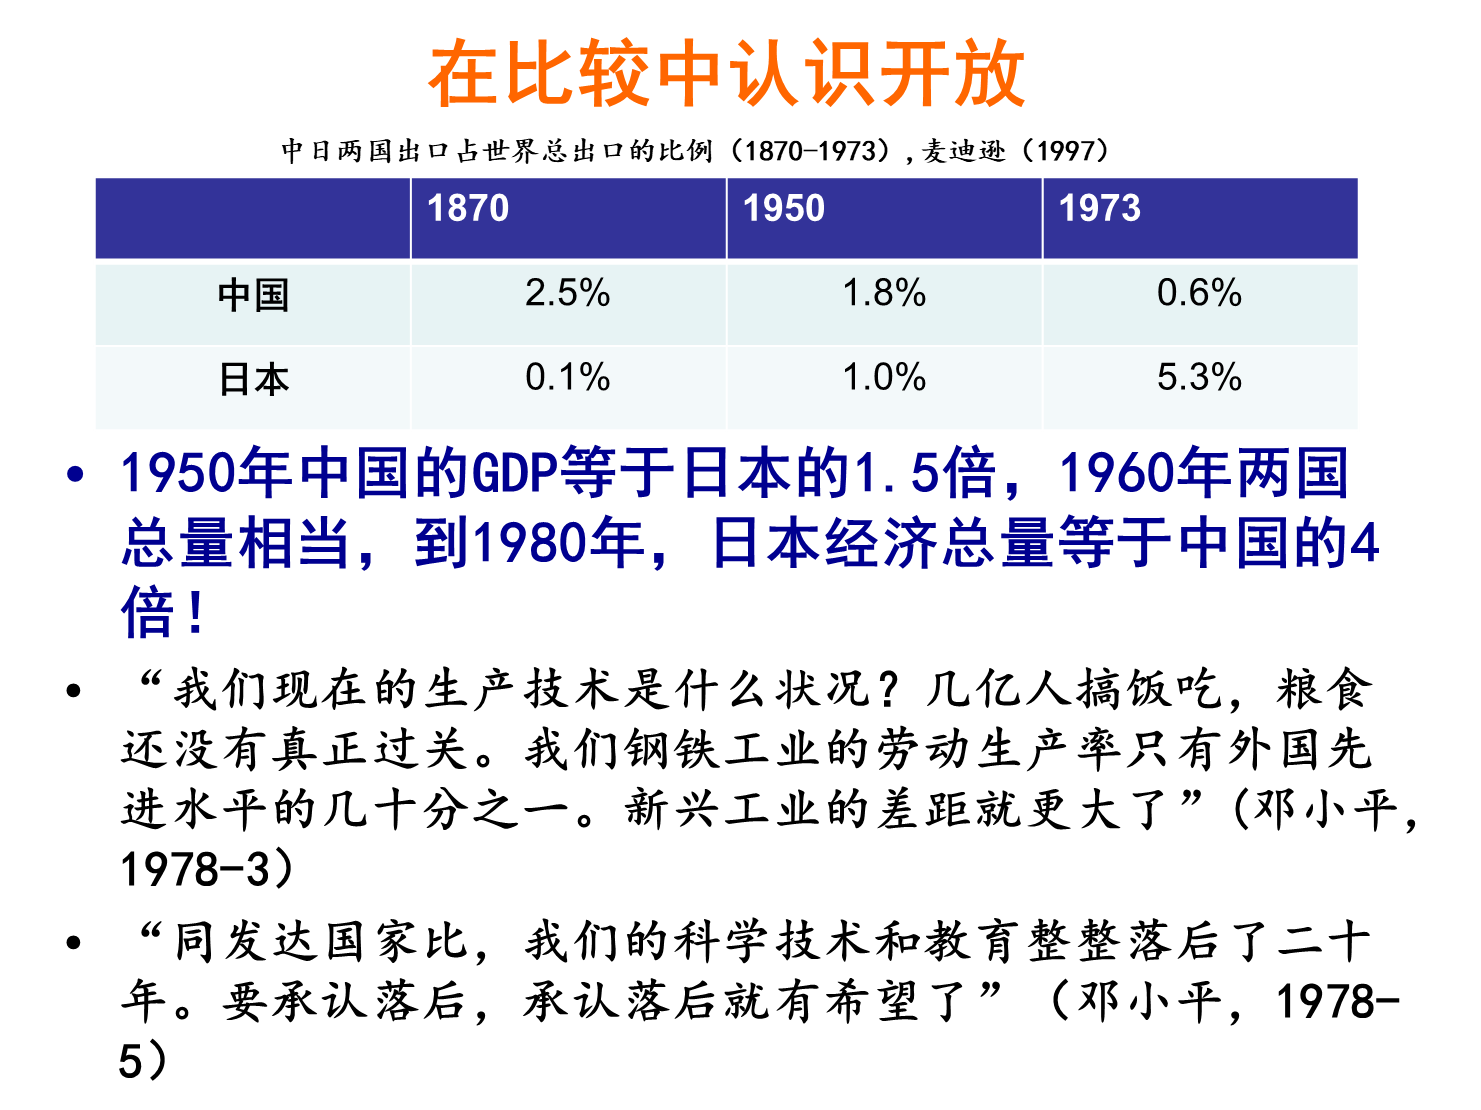 在比较中认识开放
中日两国出口占世界总出口的比例（1870-1973）,麦迪逊（1997）
1870 1950 1973
中国 2.5% 1.8% 0.6%
日本 0.1% 1.0% 5.3%
• 1950年中国的GDP等于日本的1.5倍，1960年两国
总量相当，到1980年，日本经济总量等于中国的4
倍！
• “我们现在的生产技术是什么状况？几亿人搞饭吃，粮食
还没有真正过关。我们钢铁工业的劳动生产率只有外国先
进水平的几十分之一。新兴工业的差距就更大了”(邓小平，
1978-3）
• “同发达国家比，我们的科学技术和教育整整落后了二十
年。要承认落后，承认落后就有希望了”（邓小平，1978-
5）